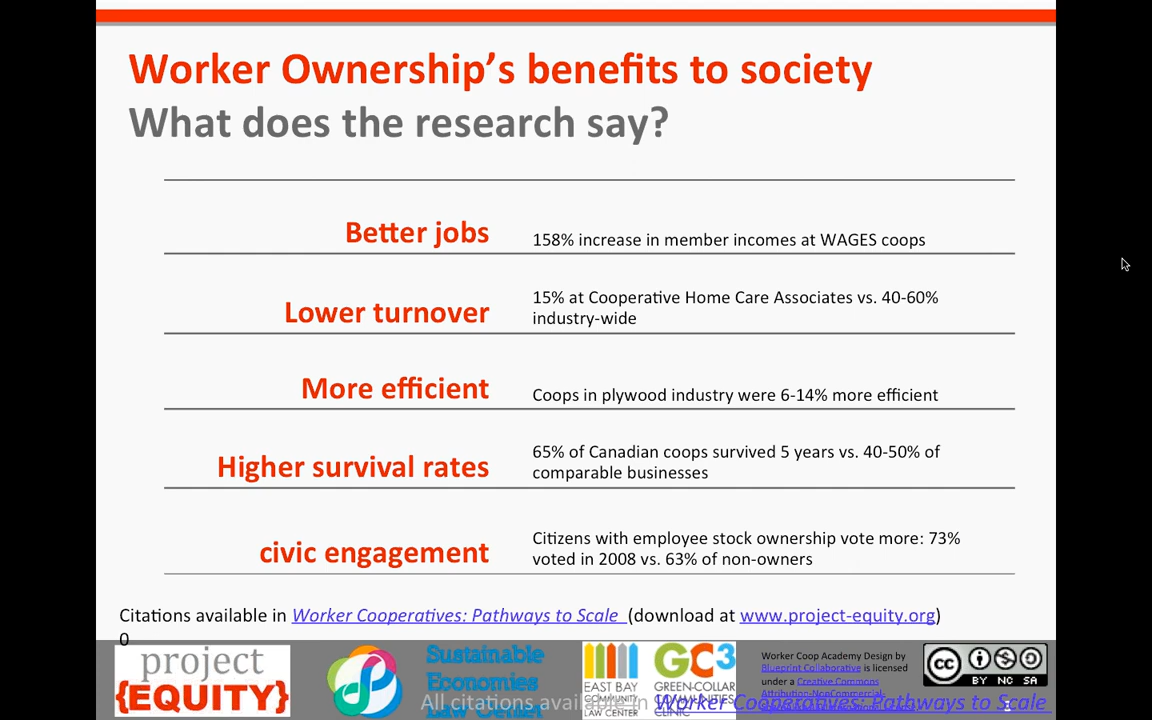 Worker Ownership’s benefits to society
What does the research say?
Better jobs
158% increase in member incomes at WAGES coops
Lower turnover
15% at Cooperative Home Care Associates vs. 40-60%
industry-wide
More efficient
Coops in plywood industry were 6-14% more efficient
Higher survival rates
65% of Canadian coops survived 5 years vs. 40-50% of
comparable businesses
civic engagement
Citizens with employee stock ownership vote more: 73%
voted in 2008 vs. 63% of non-owners
Citations available in Worker Cooperatives: Pathways to Scale (download at www.project-equity.org)
0
project
{EQUITY}
Sustainable
Economies
Law Center
EAST BAY
COMMUNITY
LAW CENTER
GC3
GREEN-COLLAR
COMMUNITIES
CLINIC
Worker Coop Academy Design by
Blueprint Collaborative is licensed
under a Creative Commons
Attribution-NonCommercial-
cc
BY NC SA
All citations available in Worker Cooperatives: Pathways to Scale